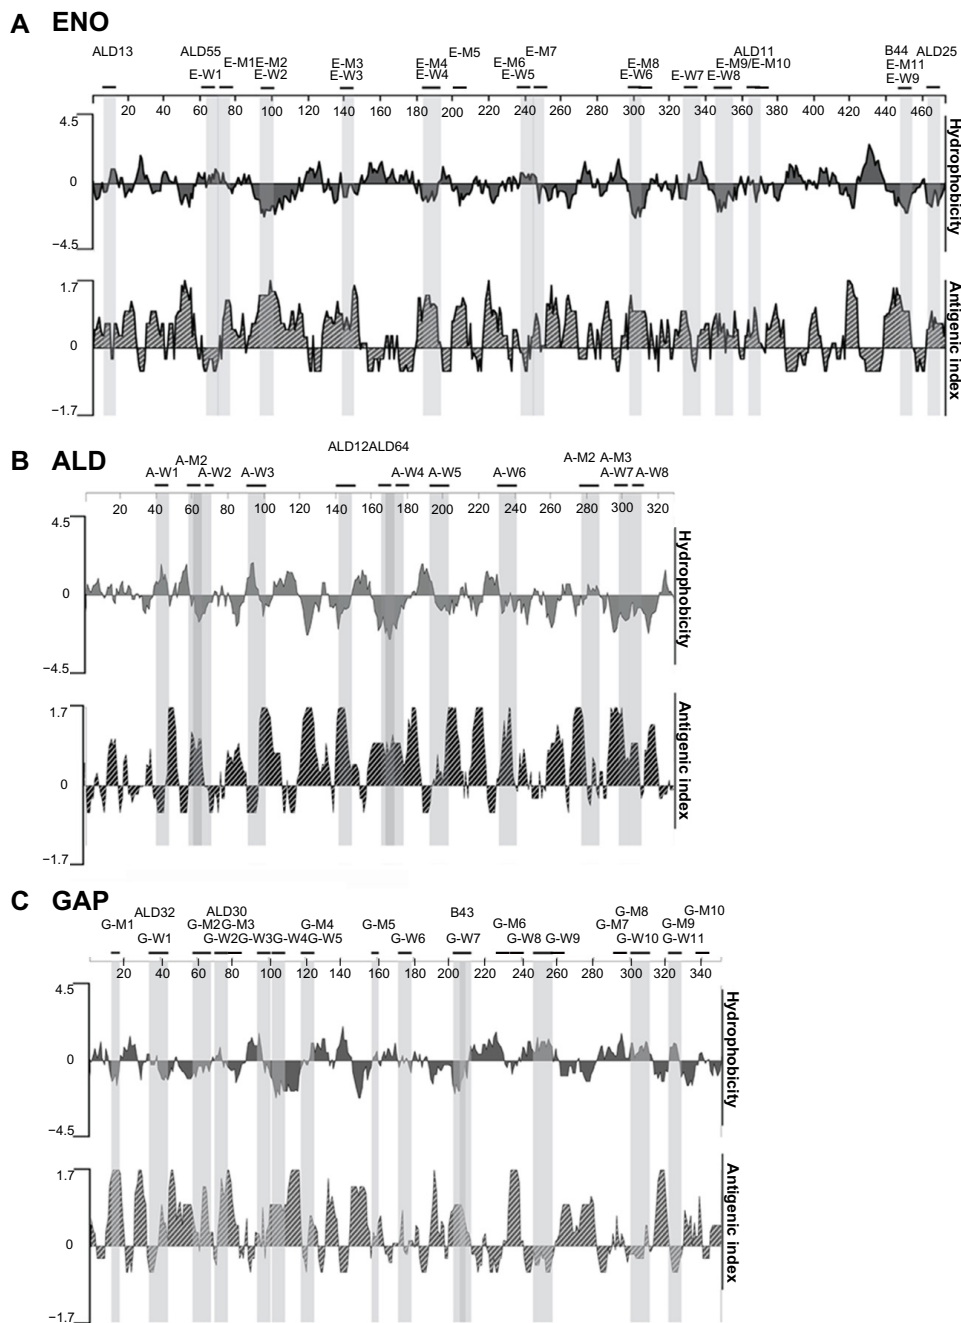 A ENO
ALD13 ALD55 E-M5 E-M7 ALD11 B44 ALD25
E-M1 E-M2 E-M3 E-M4 E-M6 E-M8 E-M9/E-M10 E-M11
E-W1 E-W2 E-W3 E-W4 E-W5 E-W6 E-W7 E-W8 E-W9
20 40 60 80 100 120 140 160 180 200 220 240 260 280 300 320 340 360 380 400 420 440 460
4.5
0
−4.5
Hydrophobicity
1.7
0
−1.7
Antigenic index
B ALD
ALD12 ALD64
A-M2 A-M2 A-M3
A-W1 A-W2 A-W3 A-W4 A-W5 A-W6 A-W7 A-W8
20 40 60 80 100 120 140 160 180 200 220 240 260 280 300 320
4.5
0
−4.5
Hydrophobicity
1.7
0
−1.7
Antigenic index
C GAP
ALD32 ALD30 B43 G-M8 G-M10
G-M1 G-M2 G-M3 G-M4 G-M5 G-M6 G-M7 G-M9
G-W1 G-W2 G-W3 G-W4 G-W5 G-W6 G-W7 G-W8 G-W9 G-W10 G-W11
20 40 60 80 100 120 140 160 180 200 220 240 260 280 300 320 340
4.5
0
−4.5
Hydrophobicity
1.7
0
−1.7
Antigenic index